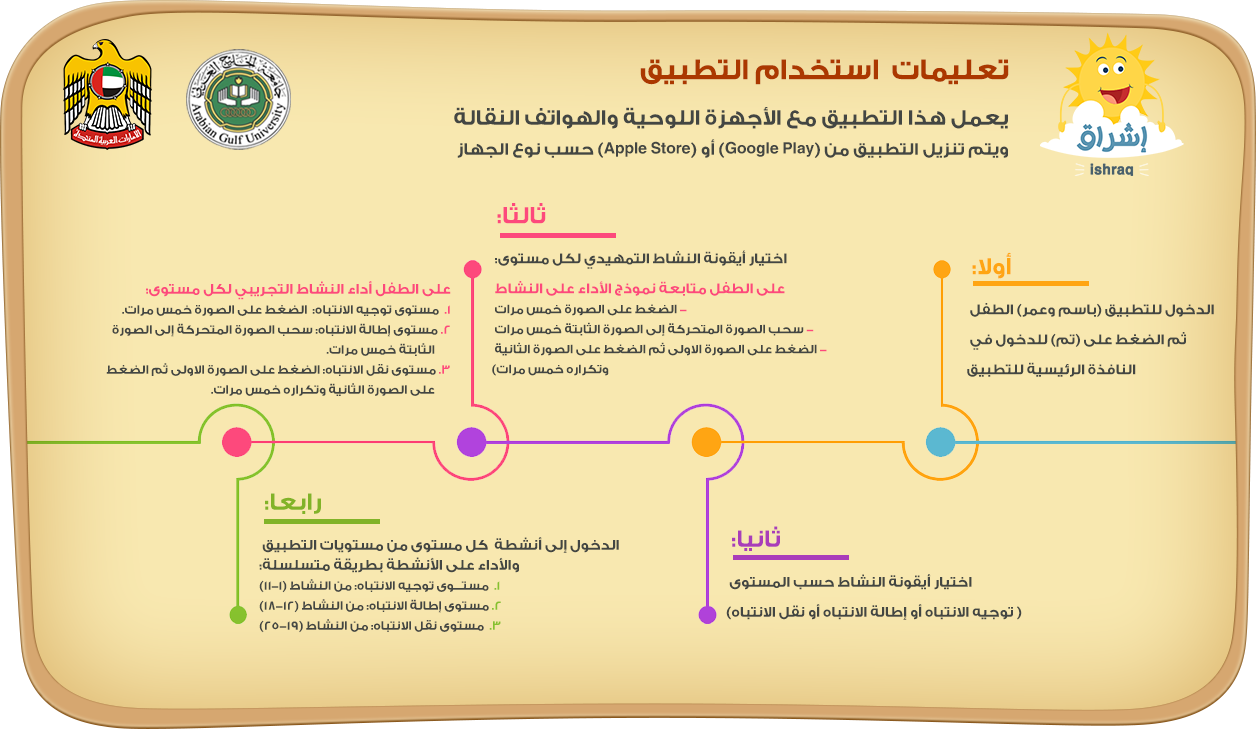 تعليمات استخدام التطبيق
يعمل هذا التطبيق مع الأجهزة اللوحية والهواتف النقالة
ويتم تنزيل التطبيق من (Google Play) أو (Apple Store) حسب نوع الجهاز
إشراق
ishraq
جامعة الخليج العربي
Arabian Gulf University
الامارات العربية المتحدة
أولا:
الدخول للتطبيق (باسم وعمر) الطفل
ثم الضغط على (تم) للدخول في
النافذة الرئيسية للتطبيق
ثانيا:
اختيار أيقونة النشاط حسب المستوى
( توجيه الانتباه أو إطالة الانتباه أو نقل الانتباه)
ثالثا:
اختيار أيقونة النشاط التمهيدي لكل مستوى:
على الطفل متابعة نموذج الأداء على النشاط
– الضغط على الصورة خمس مرات
– سحب الصورة المتحركة إلى الصورة الثابتة خمس مرات
– الضغط على الصورة الاولى ثم الضغط على الصورة الثانية
وتكراره خمس مرات)
على الطفل أداء النشاط التجريبي لكل مستوى:
١. مستوى توجيه الانتباه: الضغط على الصورة خمس مرات.
٢. مستوى إطالة الانتباه: سحب الصورة المتحركة إلى الصورة
الثابتة خمس مرات.
٣. مستوى نقل الانتباه: الضغط على الصورة الاولى ثم الضغط
على الصورة الثانية وتكراره خمس مرات.
رابعا:
الدخول إلى أنشطة كل مستوى من مستويات التطبيق
والأداء على الأنشطة بطريقة متسلسلة:
١. مستــوى توجيه الانتباه: من النشاط (١-١١)
٢. مستوى إطالة الانتباه: من النشاط (١٢-١٨)
٣. مستوى نقل الانتباه: من النشاط (١٩-٢٥)